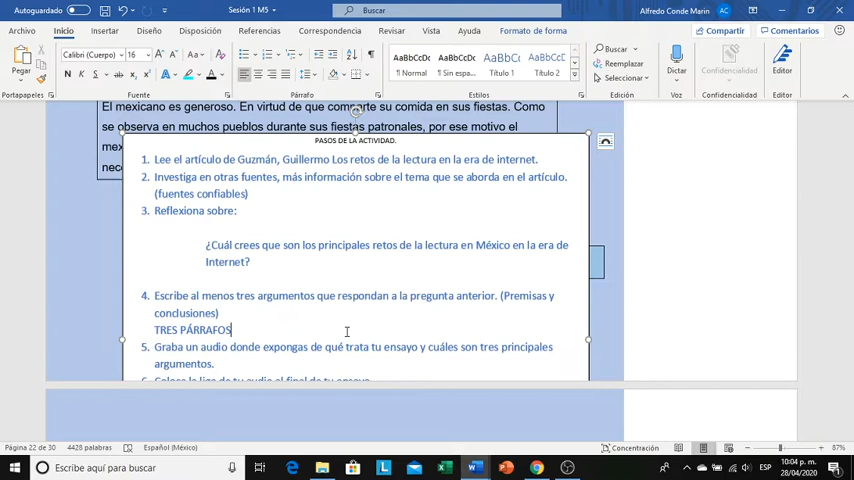 Autoguardado
Sesión 1 M5
Buscar
Alfredo Conde Marin
AC
Archivo Inicio Insertar Diseño Disposición Referencias Correspondencia Revisar Vista Ayuda Formato de forma
Compartir Comentarios
Calibri (Cuerpo) 16 A A Aa
AaBbCcDc AaBbCcDc AaBbC AaBbCcD
Buscar
Reemplazar
Seleccionar
Pegar
N K S ab x x A A
¶ Normal ¶ Sin espa... Título 1 Título 2
Dictar Confidencialidad Editor
Portapapeles Fuente Párrafo Estilos Edición Voz Confidencialidad Editor
El mexicano es generoso. En virtud de que comparte su comida en sus fiestas. Como
se observa en muchos pueblos durante sus fiestas patronales, por ese motivo el
PASOS DE LA ACTIVIDAD.
1. Lee el artículo de Guzmán, Guillermo Los retos de la lectura en la era de internet.
2. Investiga en otras fuentes, más información sobre el tema que se aborda en el artículo.
(fuentes confiables)
3. Reflexiona sobre:
¿Cuál crees que son los principales retos de la lectura en México en la era de
Internet?
4. Escribe al menos tres argumentos que respondan a la pregunta anterior. (Premisas y
conclusiones)
TRES PÁRRAFOS
5. Graba un audio donde expongas de qué trata tu ensayo y cuáles son tres principales
argumentos.
6. Coloca la liga de tu audio al final de tu ensayo
Página 22 de 30 4428 palabras Español (México) Concentración 87%
Escribe aquí para buscar
ESP
10:04 p. m.
28/04/2020